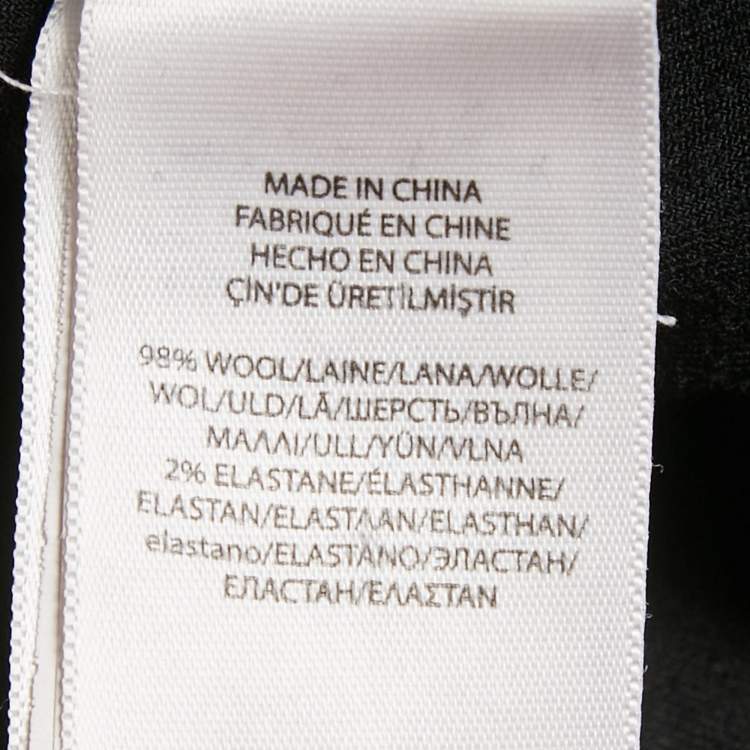 MADE IN CHINA
FABRIQUÉ EN CHINE
HECHO EN CHINA
ÇİN'DE ÜRETİLMİŞTİR
98% WOOL/LAINE/LANA/WOLLE/
WOL/ULD/LÃ/ШЕРСТЬ/ВЪЛНА/
ΜΑΛΛΙ/ULL/YÜN/VLNA
2% ELASTANE/ÉLASTHANNE/
ELASTAN/ELASTAAN/ELASTHAN/
elastano/ELASTANO/ЭЛАСТАН/
ЕЛАСТАН/ΕΛΑΣΤΑΝ